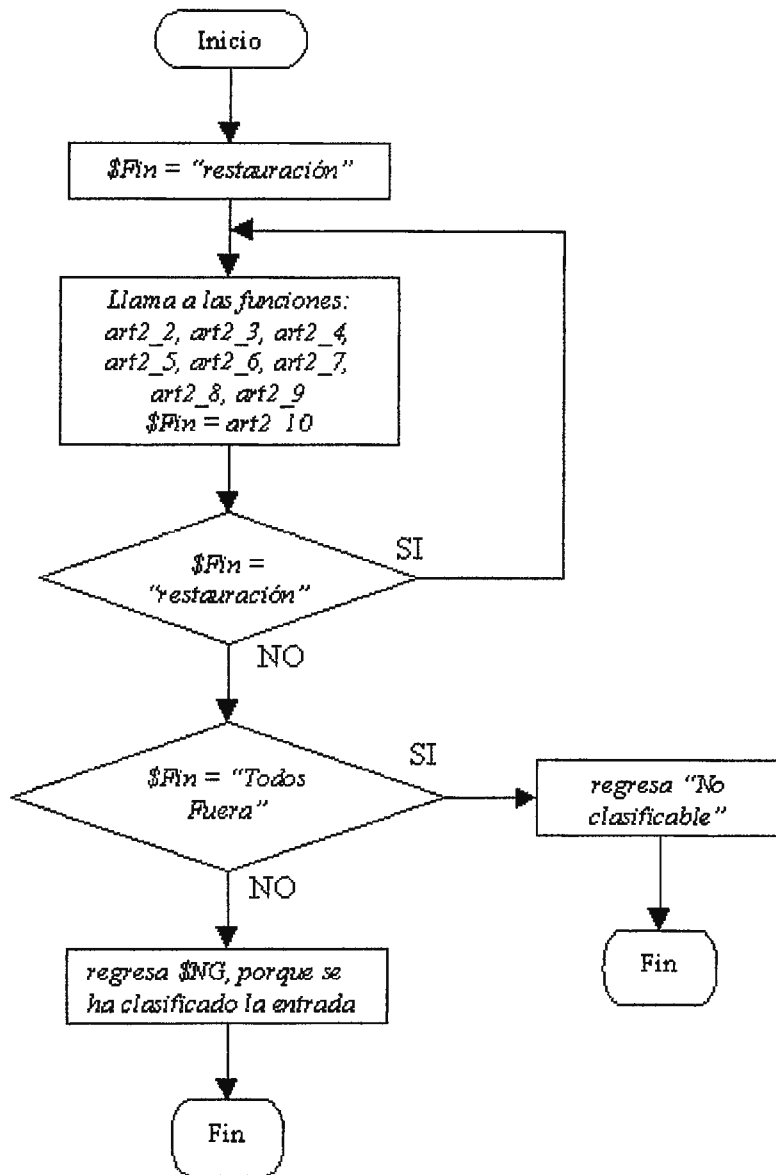 Inicio
$Fin = “restauración”
Llama a las funciones:
art2_2, art2_3, art2_4,
art2_5, art2_6, art2_7,
art2_8, art2_9
$Fin = art2_10
$Fin =
“restauración”
SI
NO
$Fin = “Todos
Fuera”
SI
regresa “No
clasificable”
NO
Fin
regresa $NG, porque se
ha clasificado la entrada
Fin